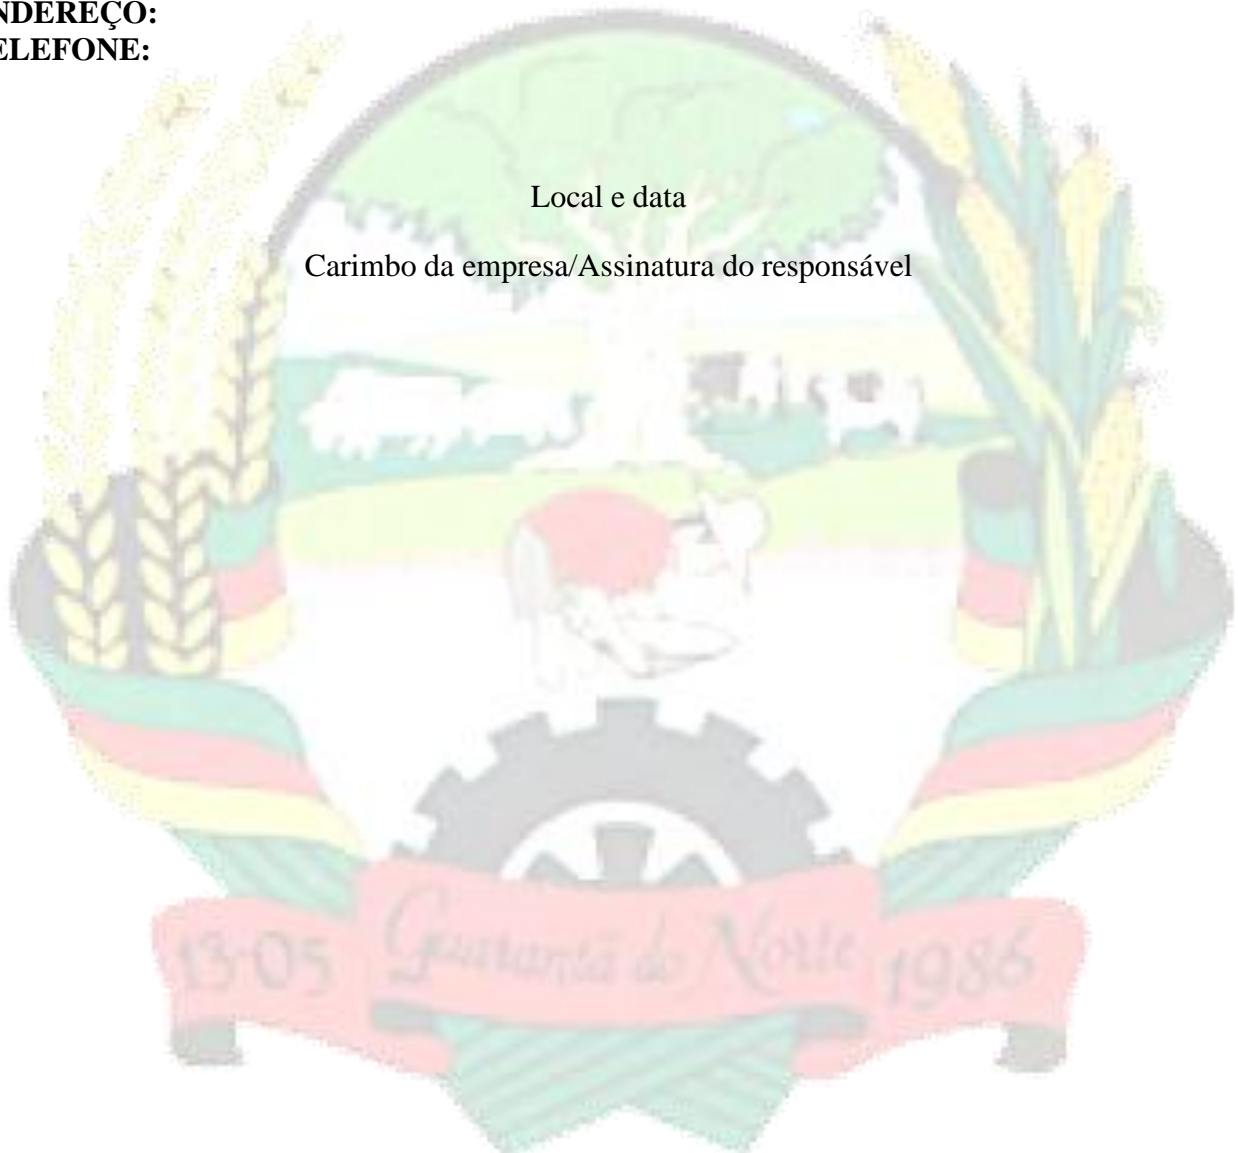 NDEREÇO:
ELEFONE:
Local e data
Carimbo da empresa/Assinatura do responsável
13-05 Guarantã do Norte 1986